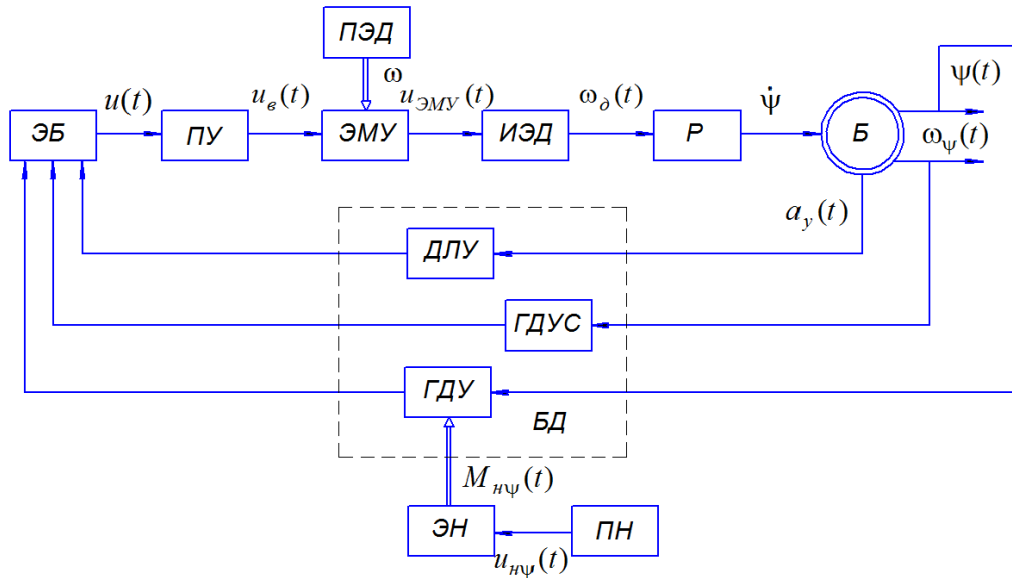 ПЭД
ω
u(t)
u_в(t)
u_ЭМУ(t)
ω_д(t)
ψ̇
ψ(t)
ЭБ
ПУ
ЭМУ
ИЭД
Р
Б
ω_ψ(t)
a_y(t)
ДЛУ
ГДУС
ГДУ
БД
M_нψ(t)
ЭН
ПН
u_нψ(t)